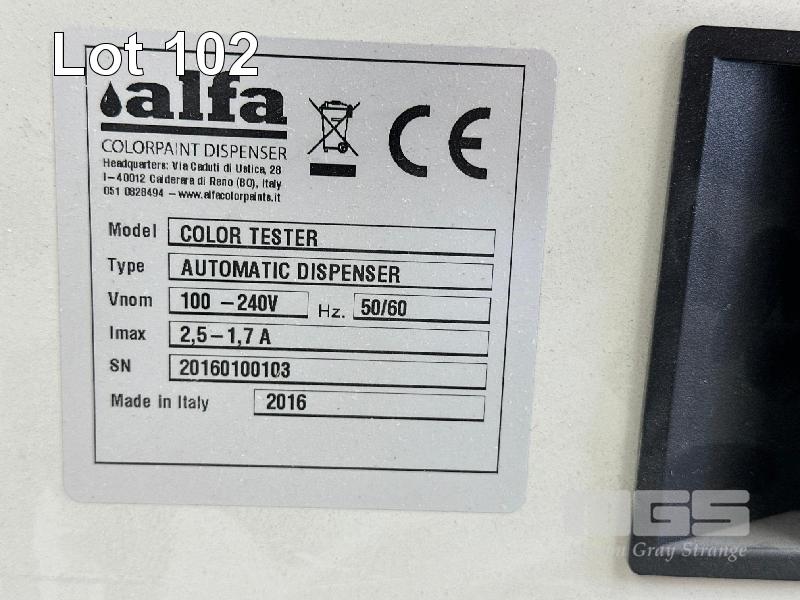 Lot 102
alfa
COLORPAINT DISPENSER
Headquarters: Via Caduti di Ustica, 28
I-40012 Calderara di Reno (BO), Italy
051 0828494 - www.alfacolorpaints.it
CE
Model COLOR TESTER
Type AUTOMATIC DISPENSER
Vnom 100 -240V Hz. 50/60
Imax 2,5-1,7 A
SN 20160100103
Made in Italy 2016
GS
Gray Strange